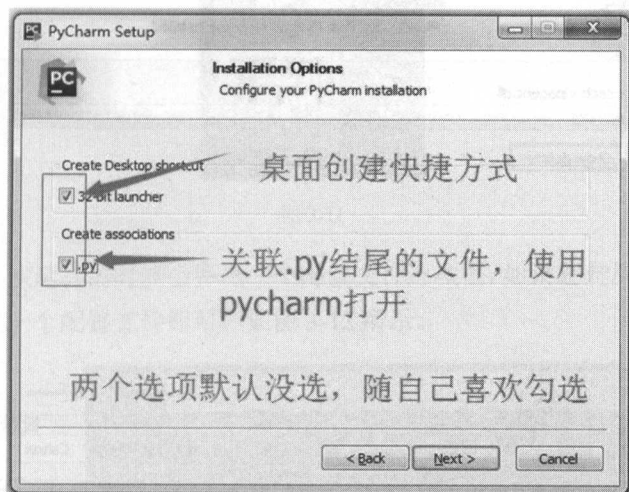 PyCharm Setup
PC
Installation Options
Configure your PyCharm installation
Create Desktop shortcut
桌面创建快捷方式
32-bit launcher
Create associations
.py
关联.py结尾的文件，使用
pycharm打开
两个选项默认没选，随自己喜欢勾选
< Back
Next >
Cancel